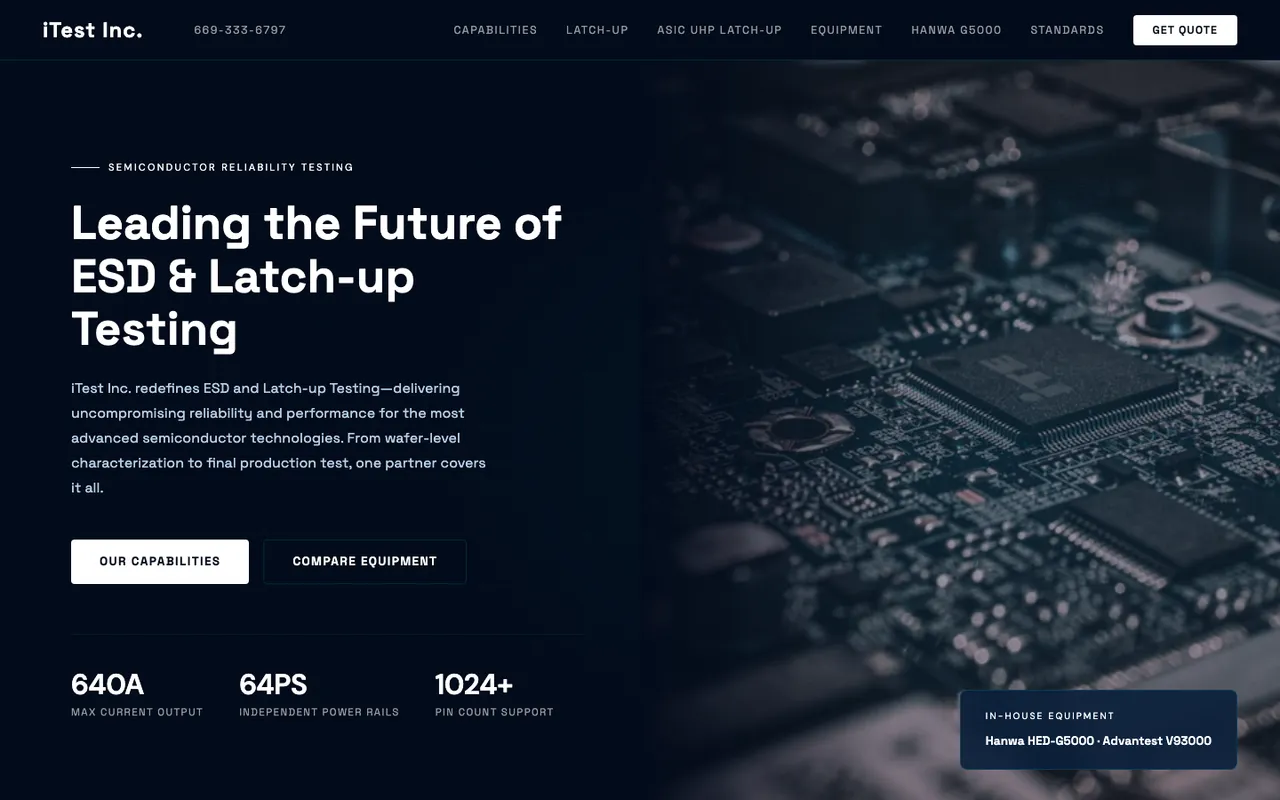 iTest Inc.
669-333-6797
CAPABILITIES
LATCH-UP
ASIC UHP LATCH-UP
EQUIPMENT
HANWA G5000
STANDARDS
GET QUOTE
SEMICONDUCTOR RELIABILITY TESTING
Leading the Future of
ESD & Latch-up
Testing
iTest Inc. redefines ESD and Latch-up Testing—delivering
uncompromising reliability and performance for the most
advanced semiconductor technologies. From wafer-level
characterization to final production test, one partner covers
it all.
OUR CAPABILITIES
COMPARE EQUIPMENT
640A
MAX CURRENT OUTPUT
64PS
INDEPENDENT POWER RAILS
1024+
PIN COUNT SUPPORT
IN-HOUSE EQUIPMENT
Hanwa HED-G5000 · Advantest V93000